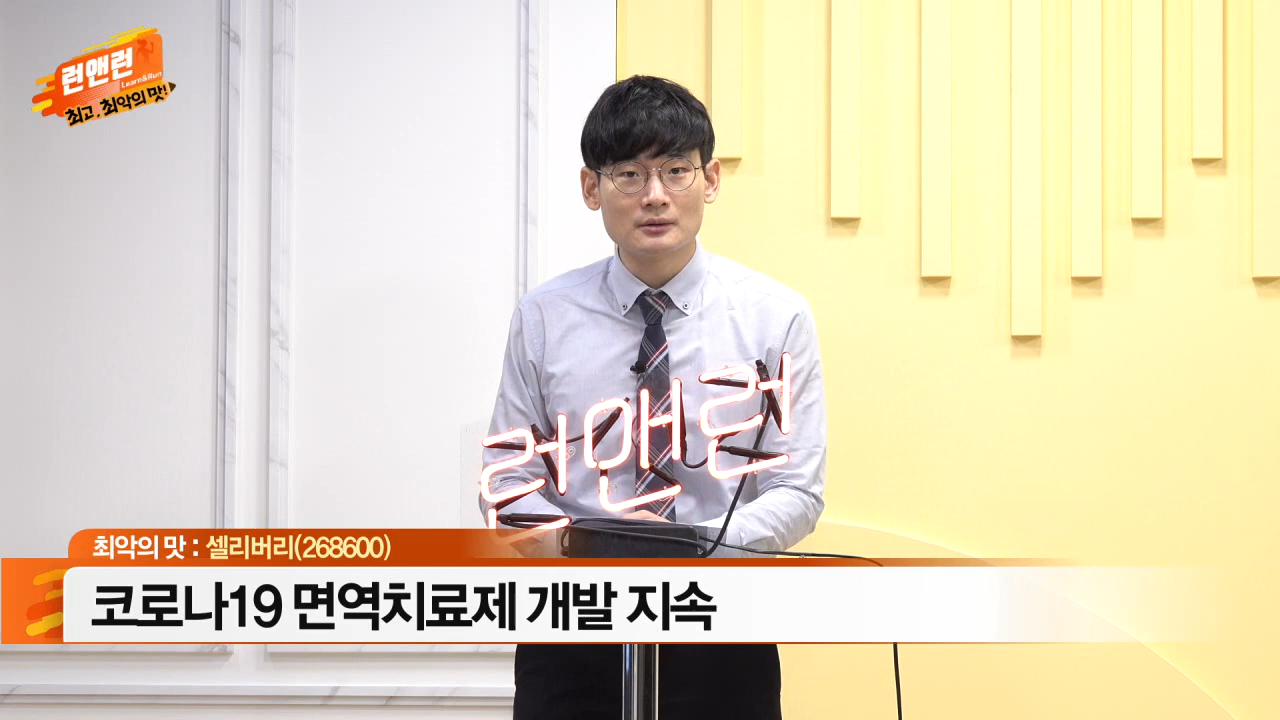 런앤런
Learn&Run
최고, 최악의 맛!
런앤런
최악의 맛 : 셀리버리(268600)
코로나19 면역치료제 개발 지속